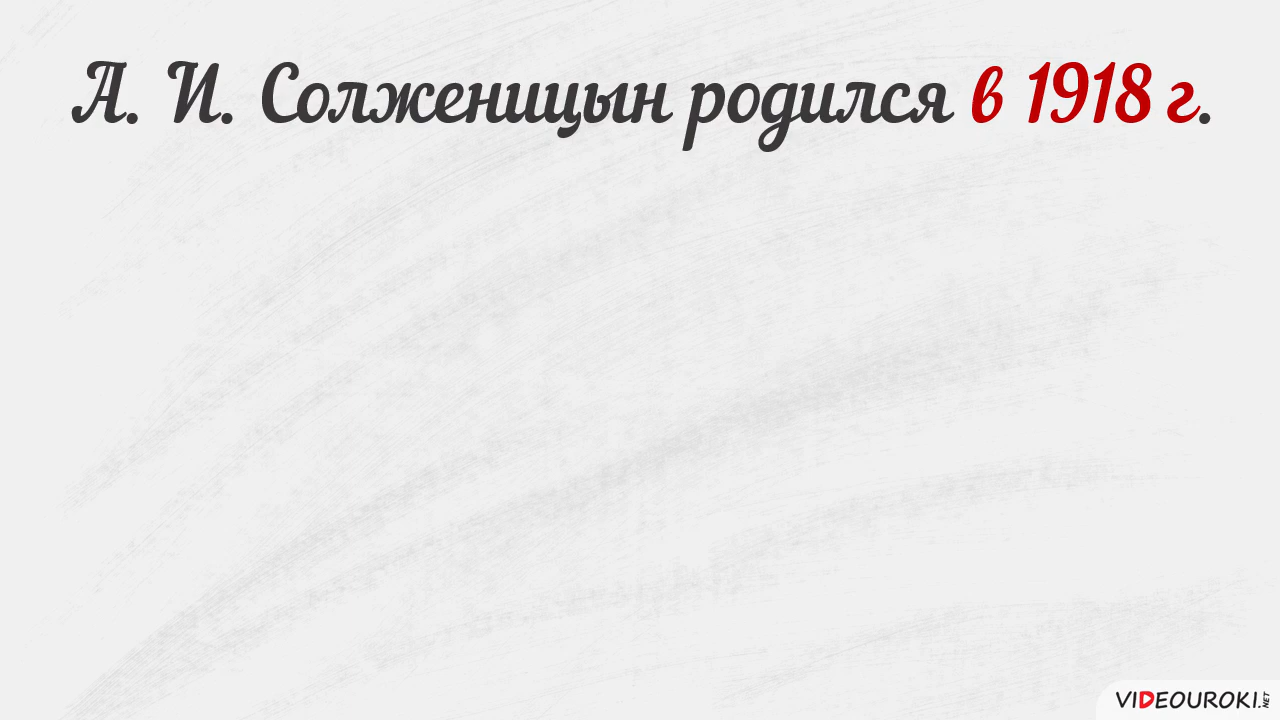 А. И. Солженицын родился в 1918 г.
VIDEOUROKI.NET